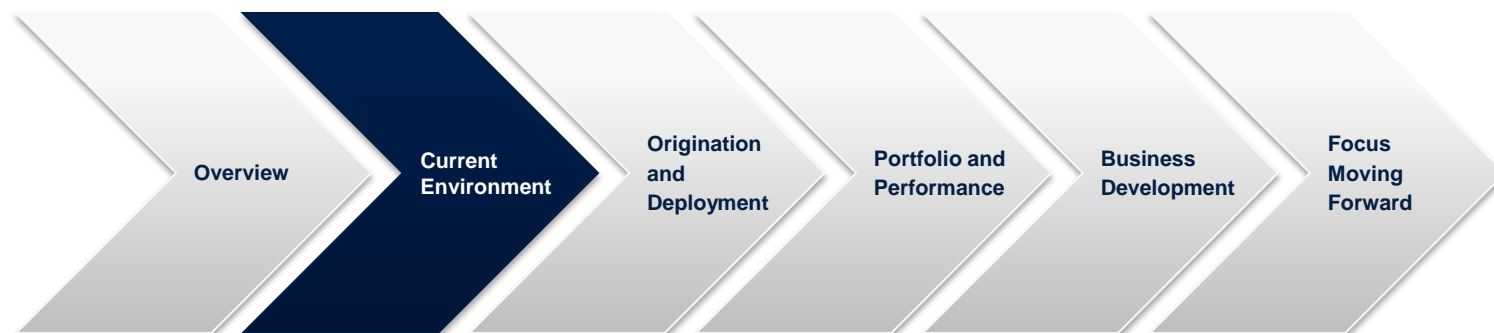 Overview
Current
Environment
Origination
and
Deployment
Portfolio and
Performance
Business
Development
Focus
Moving
Forward